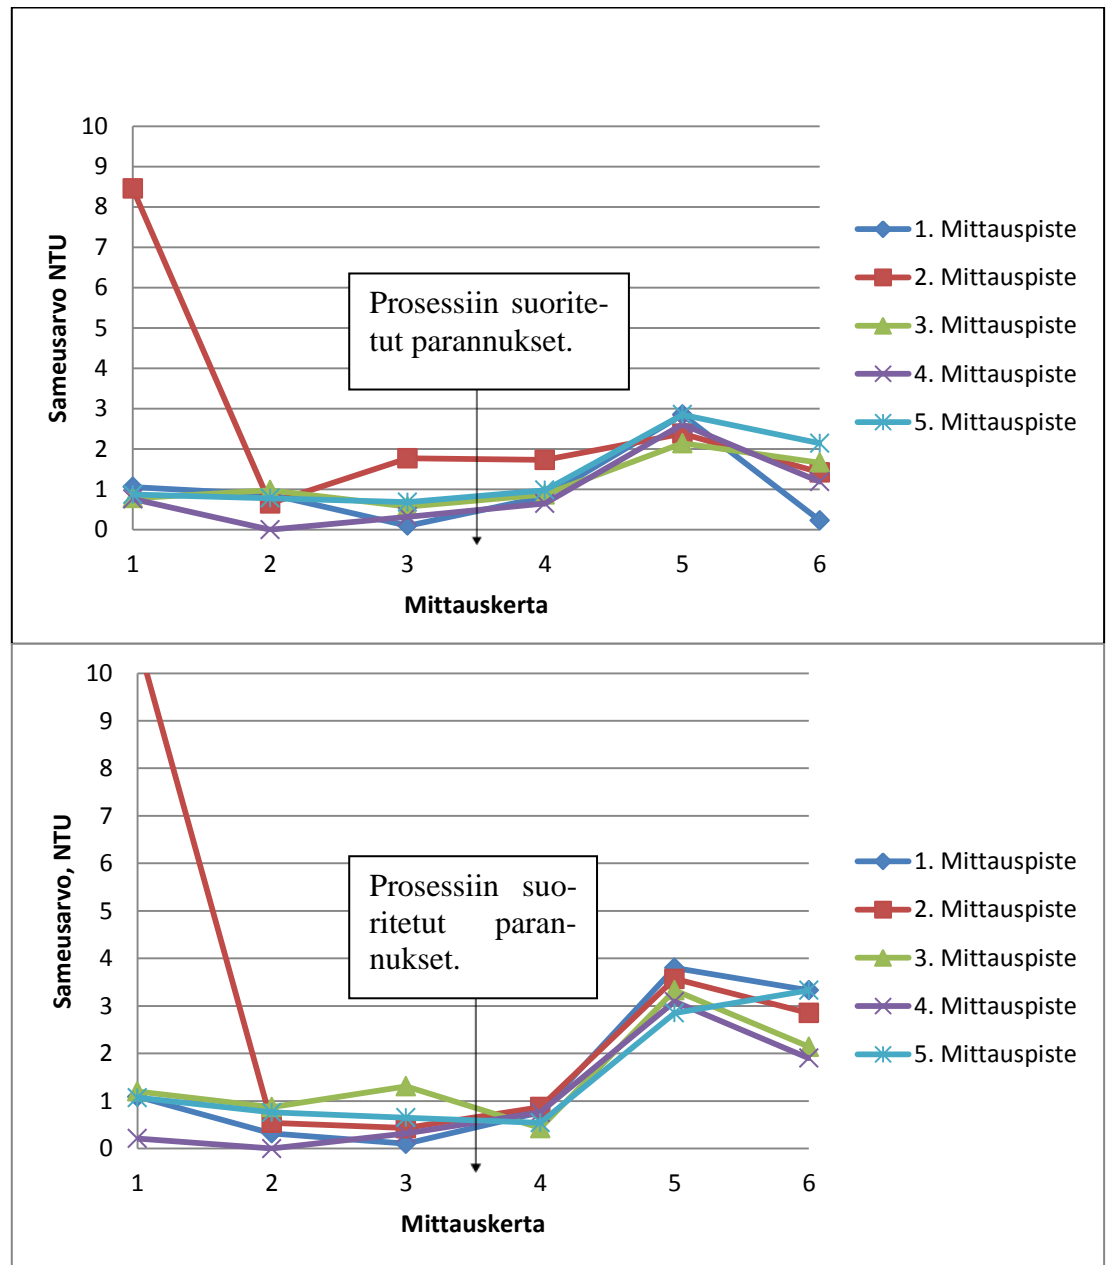 10
9
8
7
6
5
4
3
2
1
0
Sameusarvo NTU
Prosessiin suorite-
tut parannukset.
1 2 3 4 5 6
Mittauskerta
1. Mittauspiste
2. Mittauspiste
3. Mittauspiste
4. Mittauspiste
5. Mittauspiste
10
9
8
7
6
5
4
3
2
1
0
Sameusarvo, NTU
Prosessiin suo-
ritetut paran-
nukset.
1 2 3 4 5 6
Mittauskerta
1. Mittauspiste
2. Mittauspiste
3. Mittauspiste
4. Mittauspiste
5. Mittauspiste